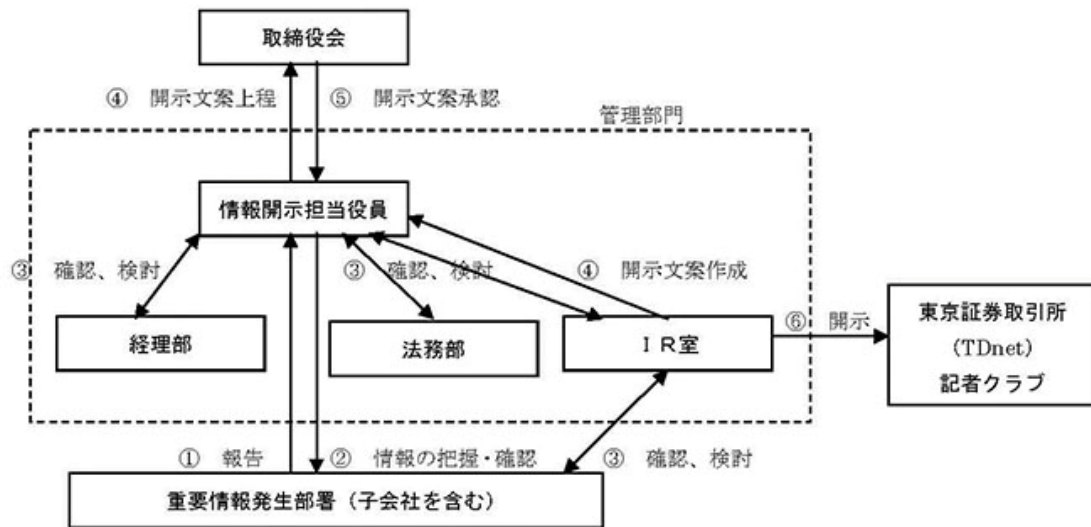 取締役会
④ 開示文案上程
⑤ 開示文案承認
管理部門
情報開示担当役員
③ 確認、検討
③ 確認、検討
④ 開示文案作成
経理部
法務部
ＩＲ室
⑥ 開示
東京証券取引所
(TDnet)
記者クラブ
① 報告
② 情報の把握・確認
③ 確認、検討
重要情報発生部署（子会社を含む）